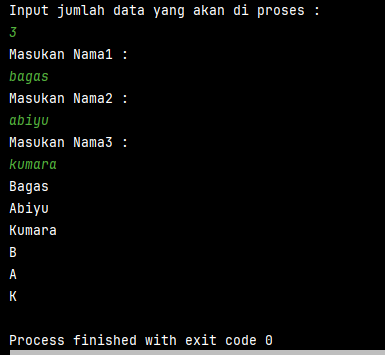 Input jumlah data yang akan di proses :
3
Masukan Nama1 :
bagas
Masukan Nama2 :
abiyu
Masukan Nama3 :
kumara
Bagas
Abiyu
Kumara
B
A
K
Process finished with exit code 0